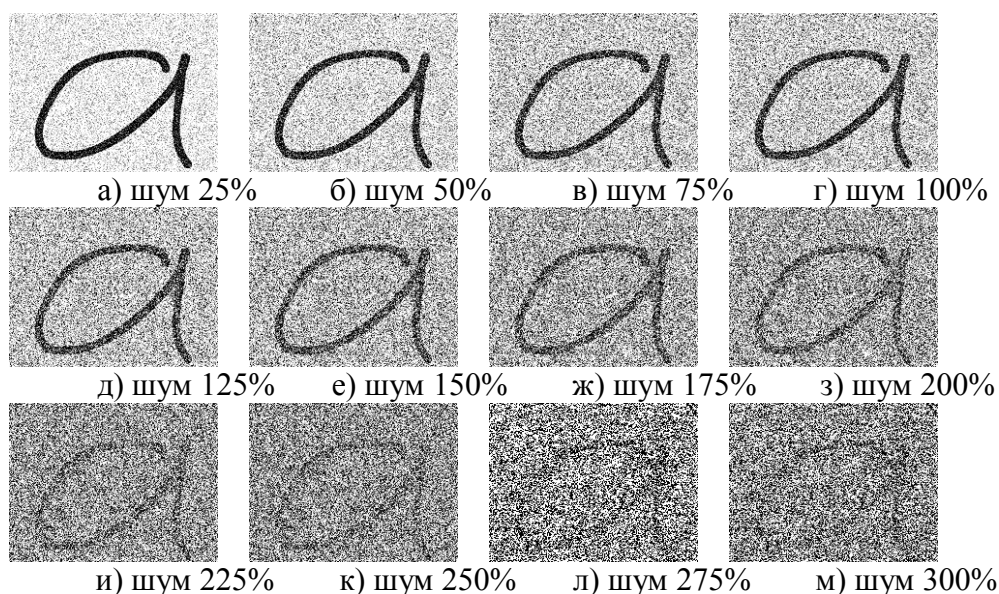 a a a a
а) шум 25% б) шум 50% в) шум 75% г) шум 100%
a a a a
д) шум 125% е) шум 150% ж) шум 175% з) шум 200%
a a a a
и) шум 225% к) шум 250% л) шум 275% м) шум 300%